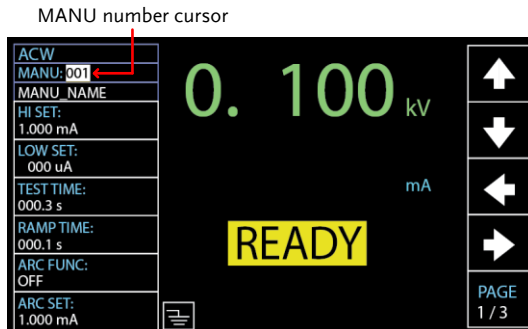 MANU number cursor
ACW
MANU: 001
MANU_NAME
HI SET:
1.000 mA
LOW SET:
000 uA
TEST TIME:
000.3 s
RAMP TIME:
000.1 s
ARC FUNC:
OFF
ARC SET:
1.000 mA
0. 100 kV
mA
READY
PAGE
1 / 3